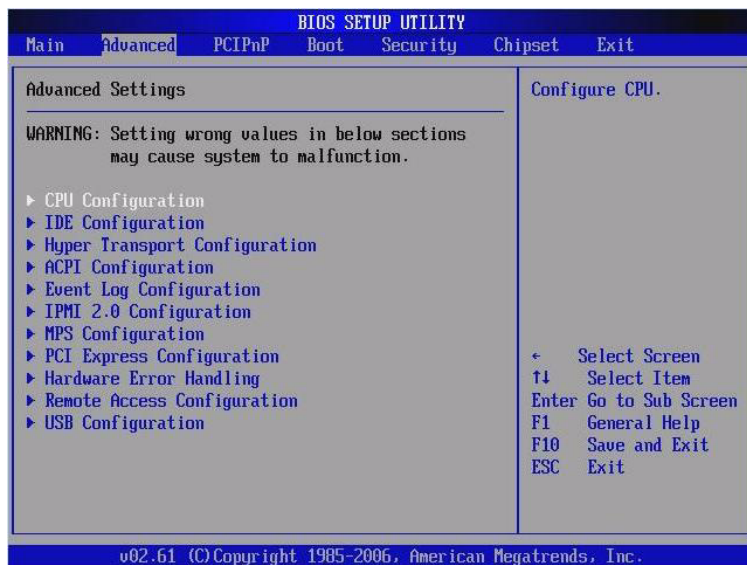 BIOS SETUP UTILITY
Main Advanced PCIPnP Boot Security Chipset Exit
Advanced Settings
WARNING: Setting wrong values in below sections
may cause system to malfunction.
▶ CPU Configuration
▶ IDE Configuration
▶ Hyper Transport Configuration
▶ ACPI Configuration
▶ Event Log Configuration
▶ IPMI 2.0 Configuration
▶ MPS Configuration
▶ PCI Express Configuration
▶ Hardware Error Handling
▶ Remote Access Configuration
▶ USB Configuration
Configure CPU.
← Select Screen
↑↓ Select Item
Enter Go to Sub Screen
F1 General Help
F10 Save and Exit
ESC Exit
v02.61 (C)Copyright 1985-2006, American Megatrends, Inc.